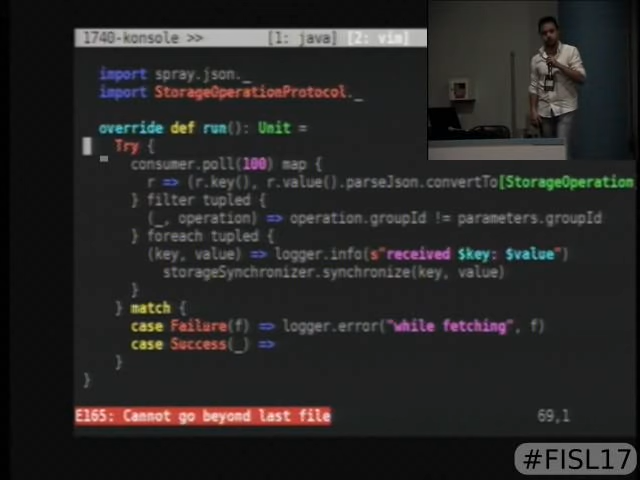 1740-konsole >> [1: java] [2: vim]
import spray.json._
import StorageOperationProtocol._
override def run(): Unit =
Try {
consumer.poll(100) map {
r => (r.key(), r.value().parseJson.convertTo[StorageOperation
} filter tupled {
(_, operation) => operation.groupId != parameters.groupId
} foreach tupled {
(key, value) => logger.info(s"received $key: $value")
storageSynchronizer.synchronize(key, value)
}
} match {
case Failure(f) => logger.error("while fetching", f)
case Success(_) =>
}
}
E165: Cannot go beyond last file 69,1
#FISL17